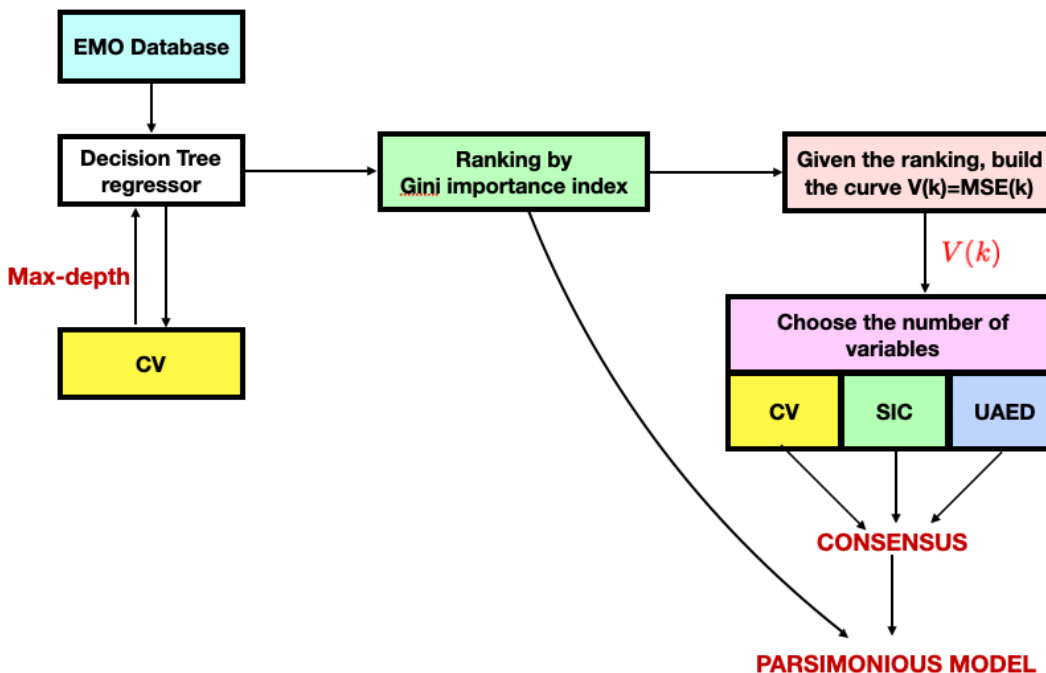 EMO Database
Decision Tree
regressor
Max-depth
CV
Ranking by
Gini importance index
Given the ranking, build
the curve V(k)=MSE(k)
V(k)
Choose the number of
variables
CV
SIC
UAED
CONSENSUS
PARSIMONIOUS MODEL